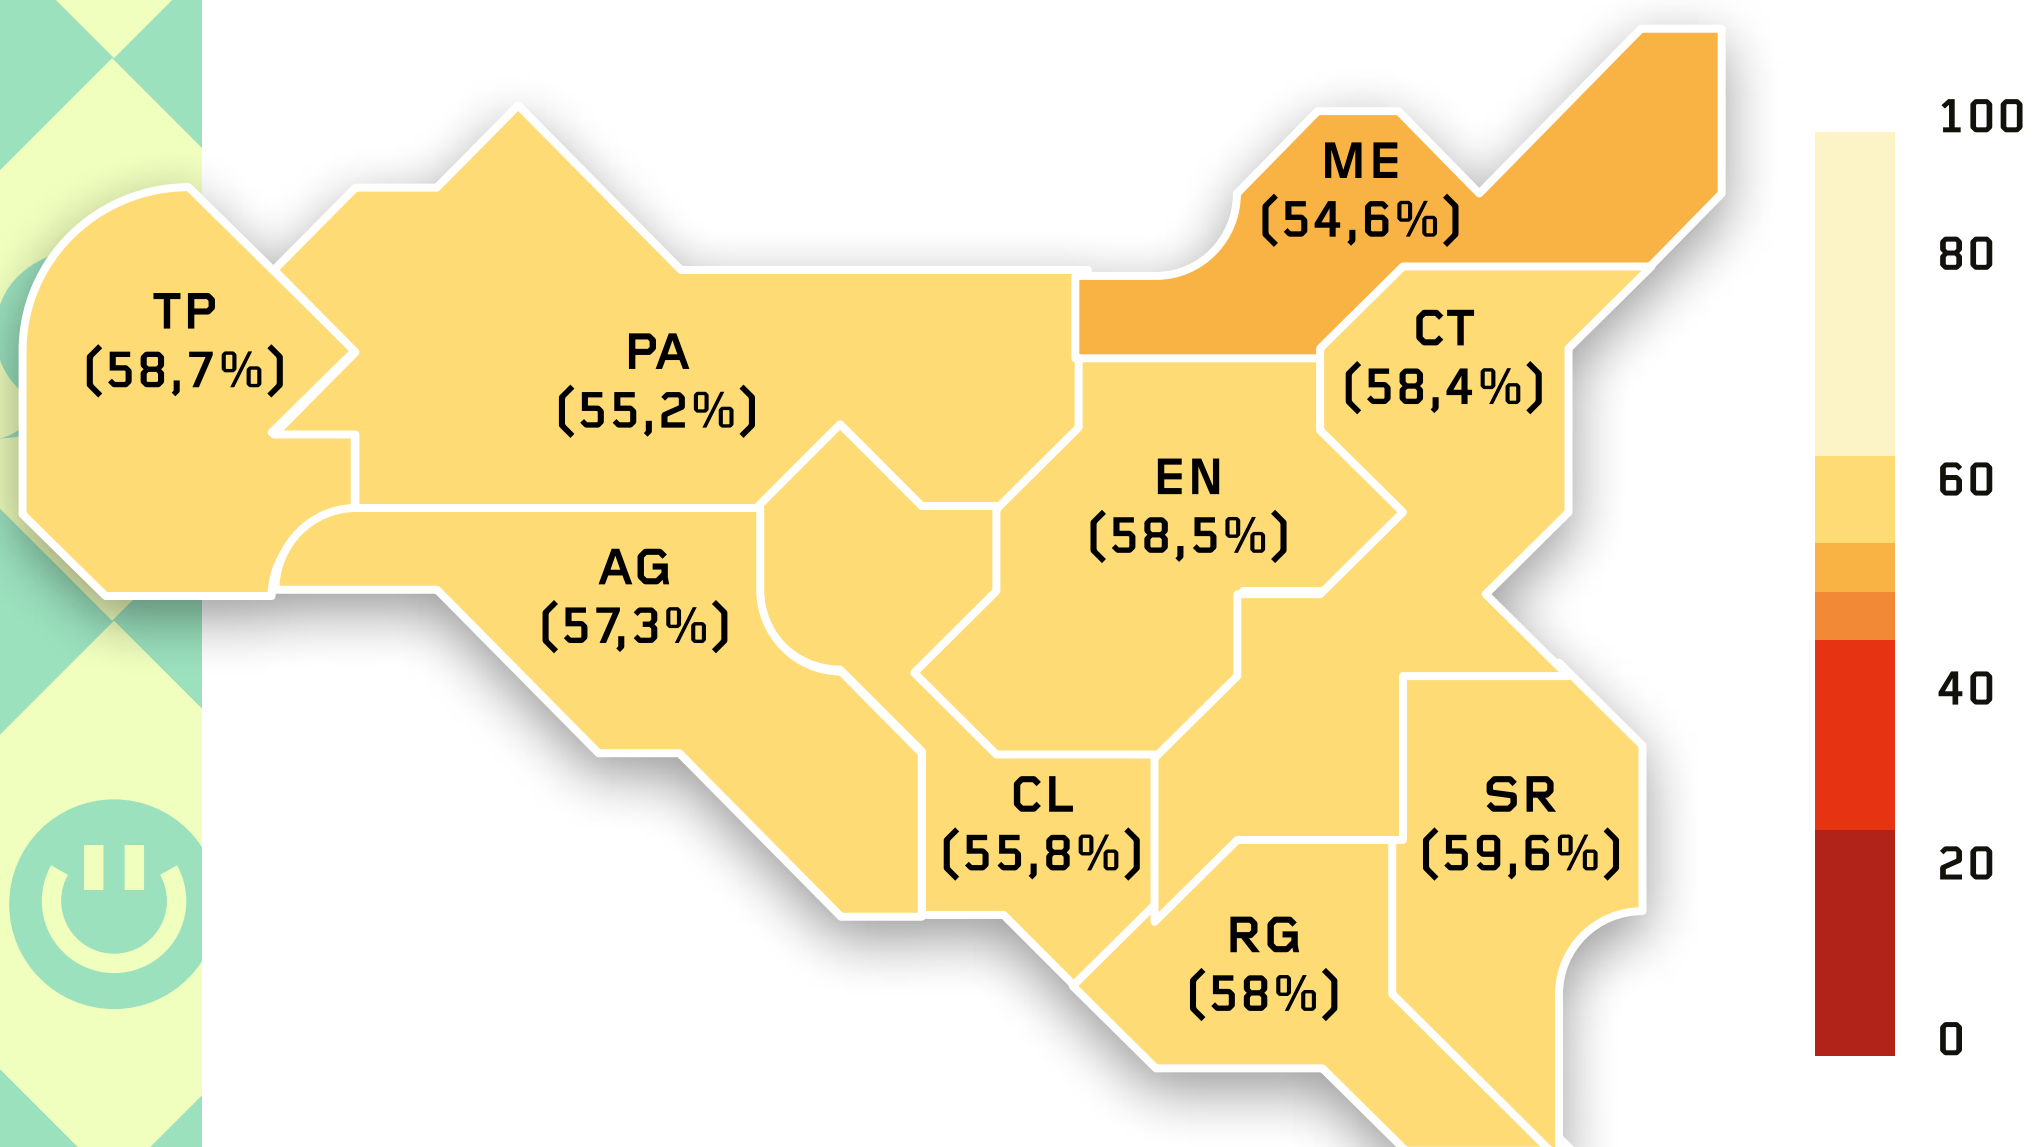 ME
(54,6%)
TP
(58,7%)
PA
(55,2%)
CT
(58,4%)
EN
(58,5%)
AG
(57,3%)
CL
(55,8%)
SR
(59,6%)
RG
(58%)
100
80
60
40
20
0